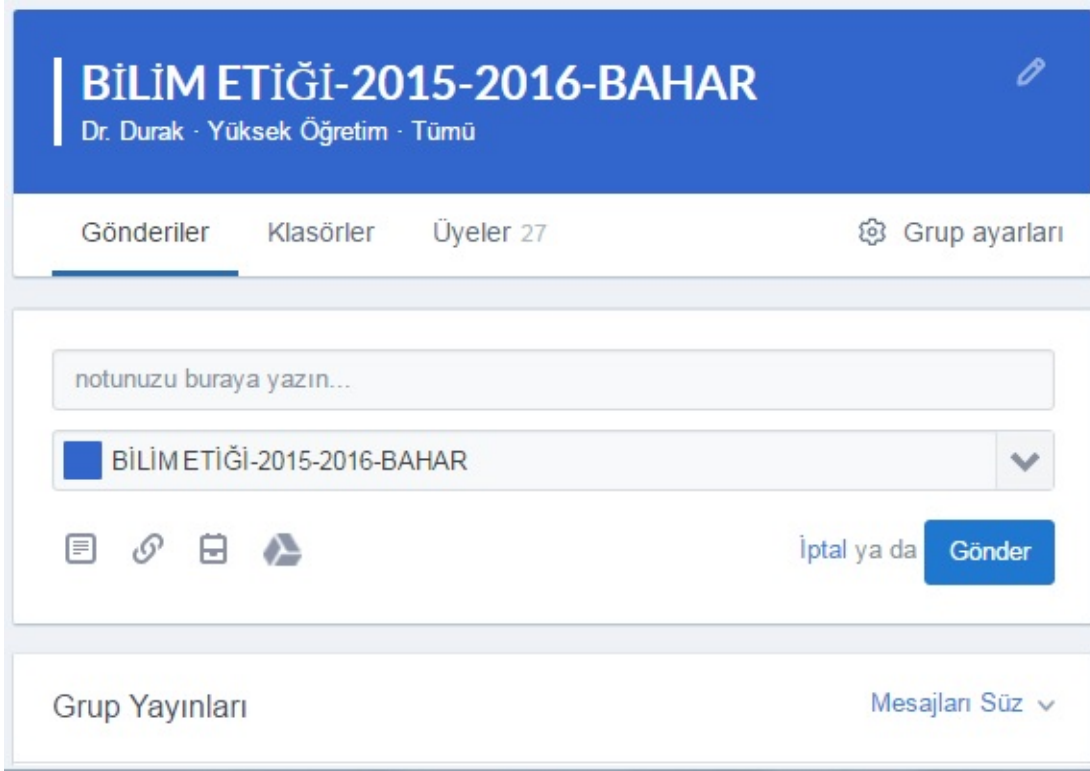 BİLİM ETİĞİ-2015-2016-BAHAR
Dr. Durak · Yüksek Öğretim · Tümü
Gönderiler Klasörler Üyeler 27 Grup ayarları
notunuzu buraya yazın...
BİLİM ETİĞİ-2015-2016-BAHAR
İptal ya da Gönder
Grup Yayınları Mesajları Süz